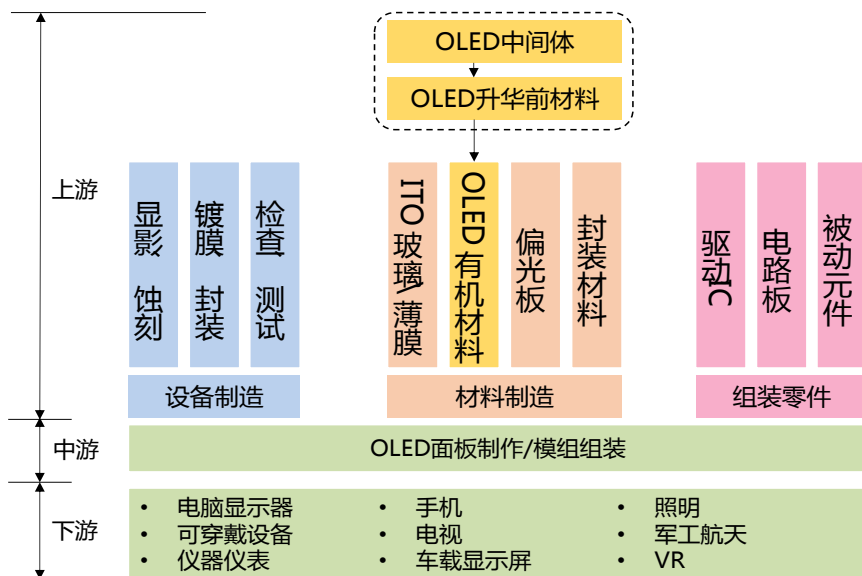 OLED中间体
OLED升华前材料
上游
显影、蚀刻
镀膜、封装
检查、测试
ITO玻璃/薄膜
OLED有机材料
偏光板
封装材料
驱动IC
电路板
被动元件
设备制造
材料制造
组装零件
中游
OLED面板制作/模组组装
下游
• 电脑显示器
• 可穿戴设备
• 仪器仪表
• 手机
• 电视
• 车载显示屏
• 照明
• 军工航天
• VR